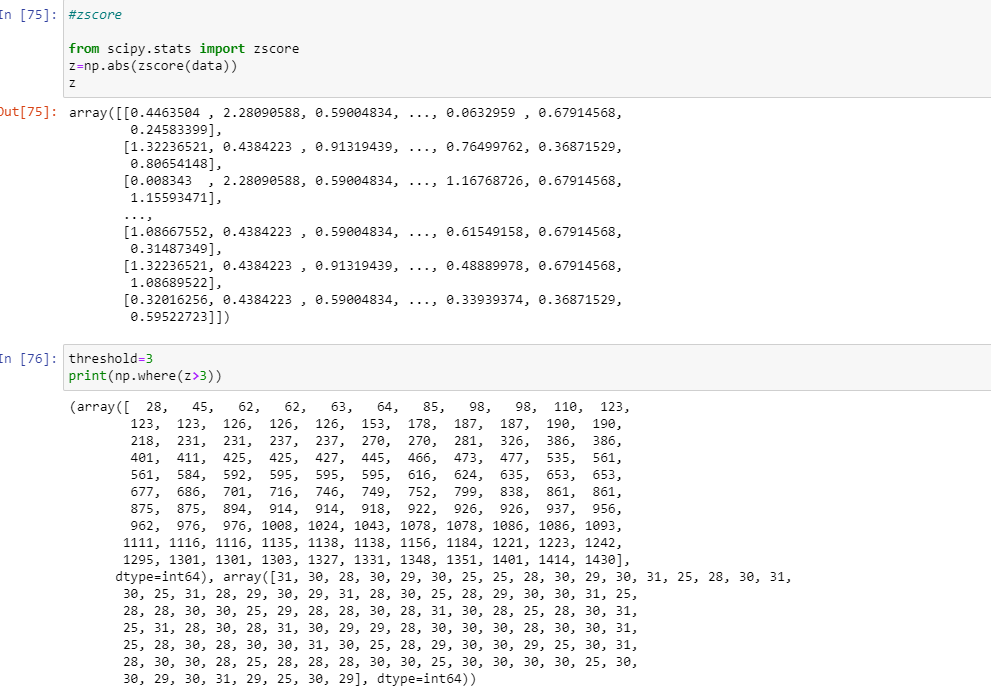 In [75]: #zscore
from scipy.stats import zscore
z=np.abs(zscore(data))
z
Out[75]: array([[0.4463504 , 2.28090588, 0.59004834, ..., 0.0632959 , 0.67914568,
0.24583399],
[1.32236521, 0.4384223 , 0.91319439, ..., 0.76499762, 0.36871529,
0.80654148],
[0.008343  , 2.28090588, 0.59004834, ..., 1.16768726, 0.67914568,
1.15593471],
...,
[1.08667552, 0.4384223 , 0.59004834, ..., 0.61549158, 0.67914568,
0.31487349],
[1.32236521, 0.4384223 , 0.91319439, ..., 0.48889978, 0.67914568,
1.08689522],
[0.32016256, 0.4384223 , 0.59004834, ..., 0.33939374, 0.36871529,
0.59522723]])
In [76]: threshold=3
print(np.where(z>3))
(array([  28,   45,   62,   62,   63,   64,   85,   98,   98,  110,  123,
123,  123,  126,  126,  126,  153,  178,  187,  187,  190,  190,
218,  231,  231,  237,  237,  270,  270,  281,  326,  386,  386,
401,  411,  425,  425,  427,  445,  466,  473,  477,  535,  561,
561,  584,  592,  595,  595,  595,  616,  624,  635,  653,  653,
677,  686,  701,  716,  746,  749,  752,  799,  838,  861,  861,
875,  875,  894,  914,  914,  918,  922,  926,  926,  937,  956,
962,  976,  976, 1008, 1024, 1043, 1078, 1078, 1086, 1086, 1093,
1111, 1116, 1116, 1135, 1138, 1138, 1156, 1184, 1221, 1223, 1242,
1295, 1301, 1301, 1303, 1327, 1331, 1348, 1351, 1401, 1414, 1430],
dtype=int64), array([31, 30, 28, 30, 29, 30, 25, 25, 28, 30, 29, 30, 31, 25, 28, 30, 31,
30, 25, 31, 28, 29, 30, 29, 31, 28, 30, 25, 28, 29, 30, 30, 31, 25,
28, 28, 30, 30, 25, 29, 28, 28, 30, 28, 31, 30, 28, 25, 28, 30, 31,
25, 31, 28, 30, 28, 31, 30, 29, 29, 28, 30, 30, 30, 28, 30, 30, 31,
25, 28, 30, 28, 30, 30, 31, 30, 25, 28, 29, 30, 30, 29, 25, 30, 31,
28, 30, 30, 28, 25, 28, 28, 28, 30, 30, 25, 30, 30, 30, 30, 25, 30,
30, 29, 30, 31, 29, 25, 30, 29], dtype=int64))